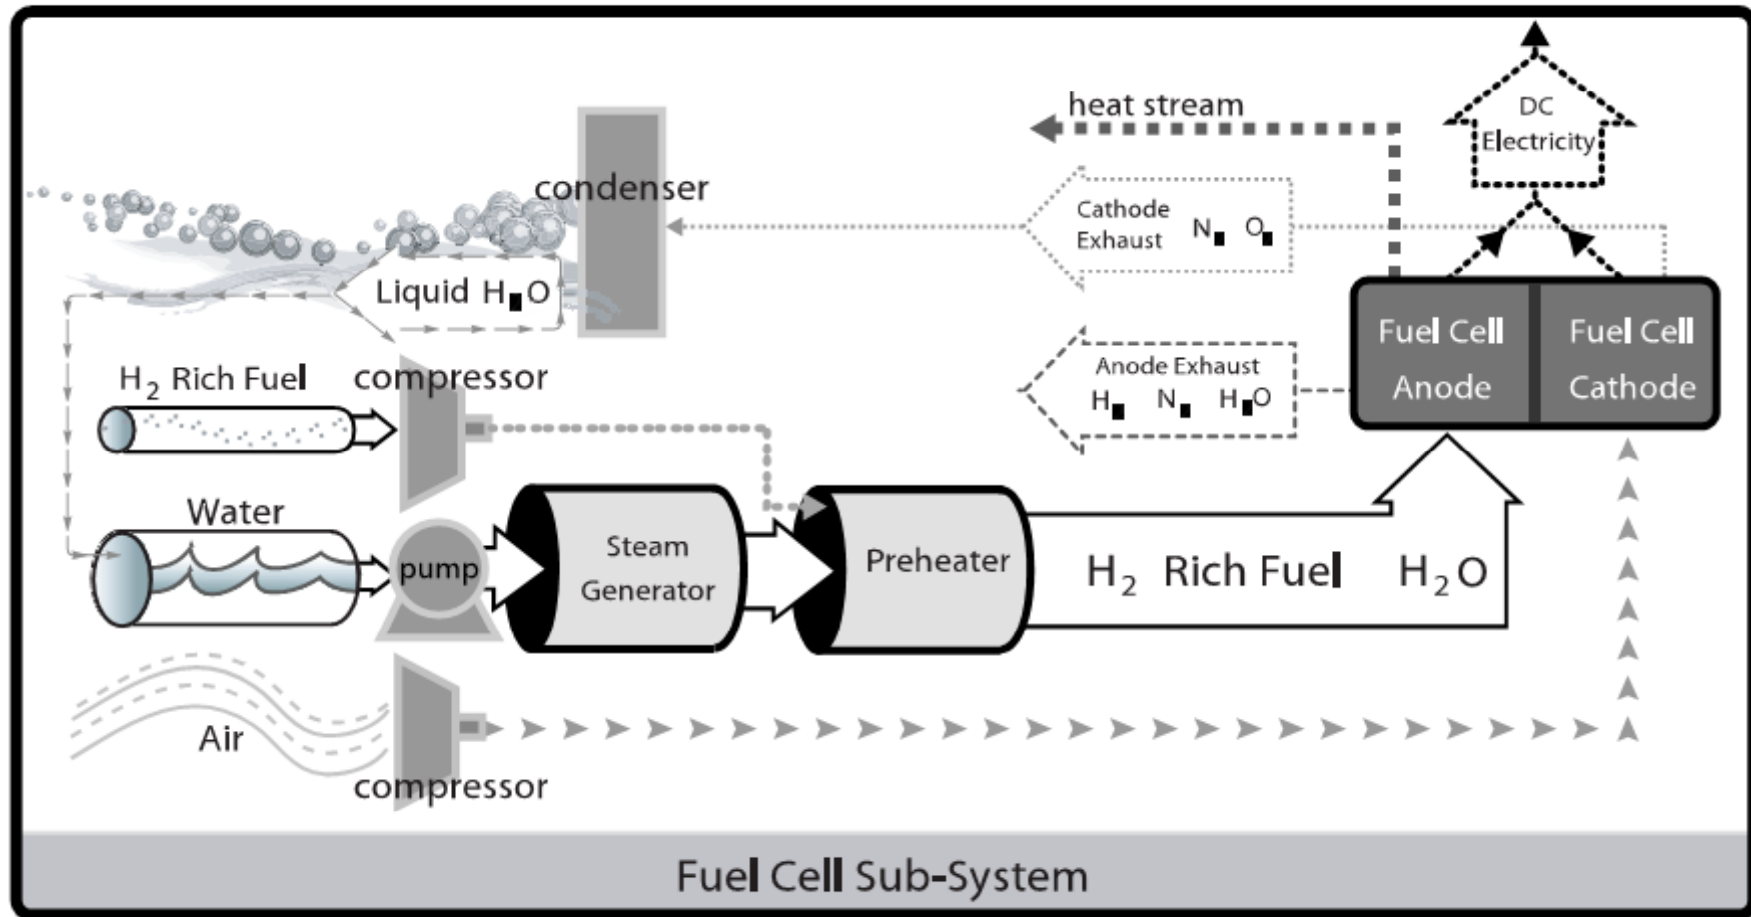 DC
Electricity
heat stream
condenser
Cathode
Exhaust N▪ O▪
Liquid H▪O
Fuel Cell
Anode
Fuel Cell
Cathode
Anode Exhaust
H▪ N▪ H▪O
H₂ Rich Fuel
compressor
Water
pump
Steam
Generator
Preheater
H₂ Rich Fuel H₂O
Air
compressor
Fuel Cell Sub-System